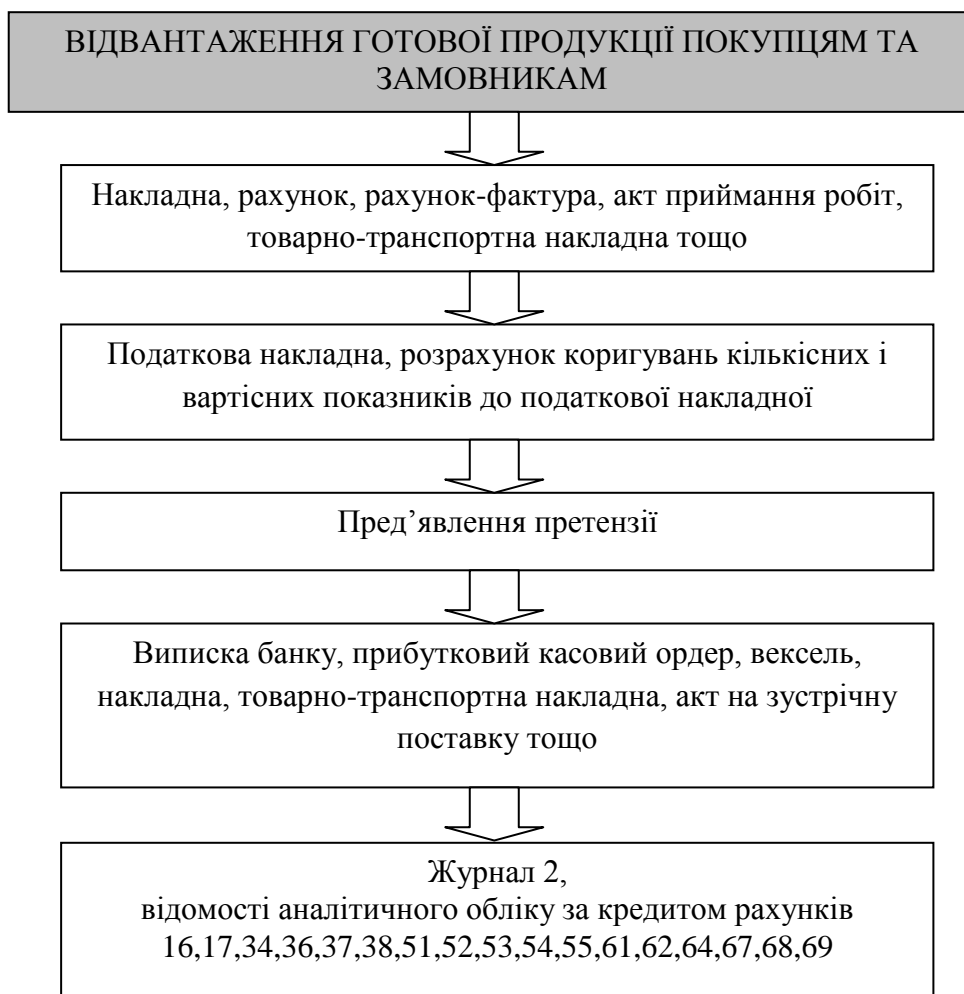 ВІДВАНТАЖЕННЯ ГОТОВОЇ ПРОДУКЦІЇ ПОКУПЦЯМ ТА
ЗАМОВНИКАМ
Накладна, рахунок, рахунок-фактура, акт приймання робіт,
товарно-транспортна накладна тощо
Податкова накладна, розрахунок коригувань кількісних і
вартісних показників до податкової накладної
Пред’явлення претензії
Виписка банку, прибутковий касовий ордер, вексель,
накладна, товарно-транспортна накладна, акт на зустрічну
поставку тощо
Журнал 2,
відомості аналітичного обліку за кредитом рахунків
16,17,34,36,37,38,51,52,53,54,55,61,62,64,67,68,69